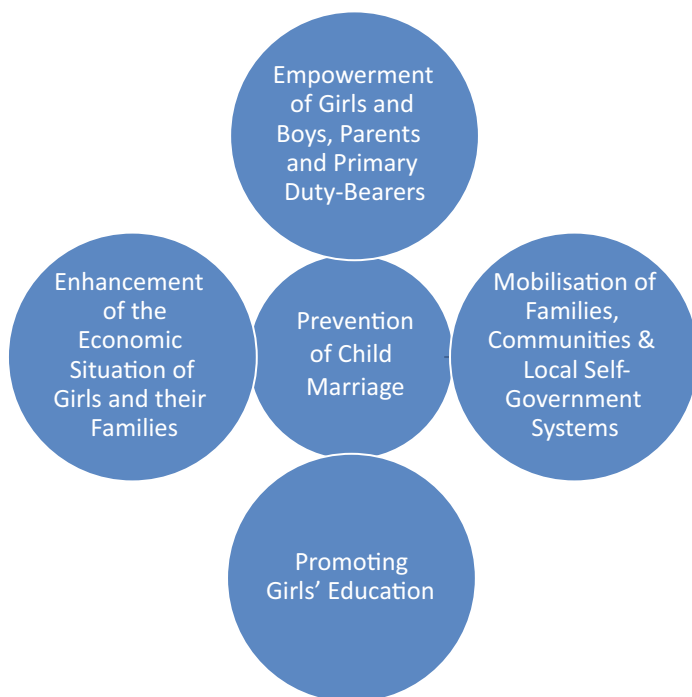 Empowerment
of Girls and
Boys, Parents
and Primary
Duty-Bearers
Enhancement
of the
Economic
Situation of
Girls and their
Families
Prevention
of Child
Marriage
Mobilisation of
Families,
Communities &
Local Self-
Government
Systems
Promoting
Girls’ Education